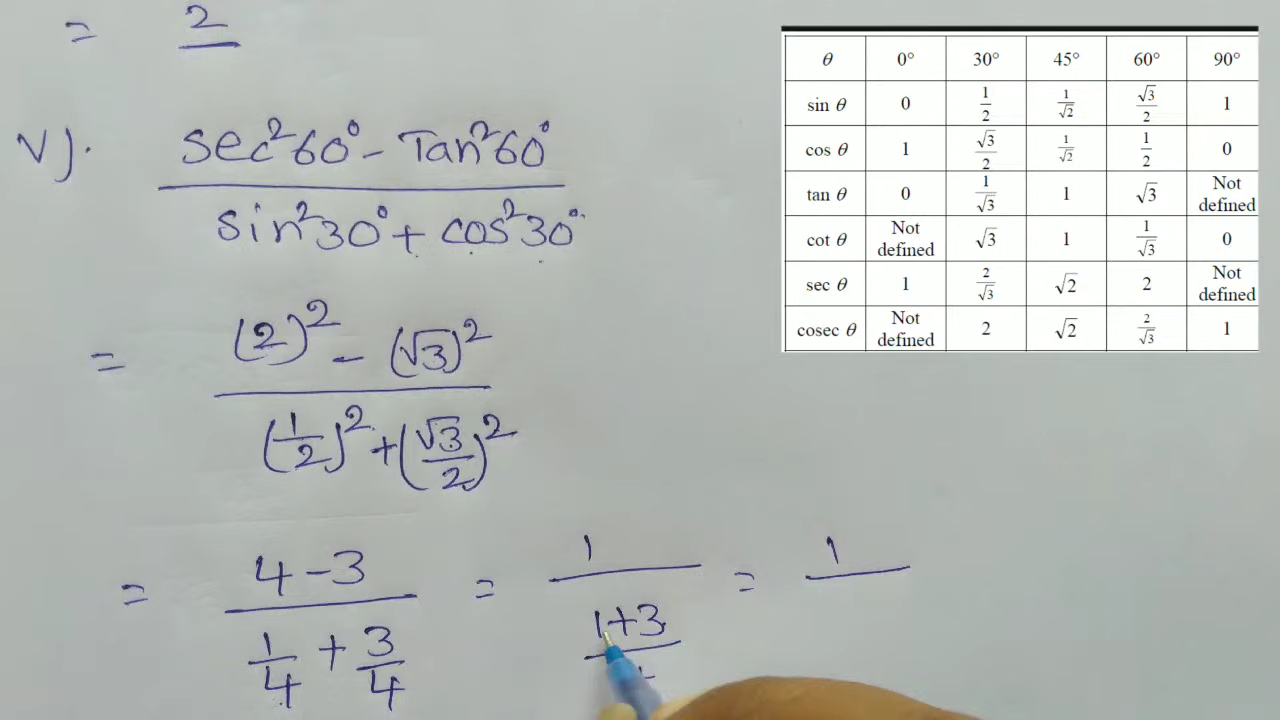 = 2
V). sec²60° - Tan²60°
sin²30° + cos²30°
= (2)² - (√3)²
(1/2)² + (√3/2)²
= 4-3 = 1 = 1
1/4 + 3/4 1+3
θ 0° 30° 45° 60° 90°
sin θ 0 1/2 1/√2 √3/2 1
cos θ 1 √3/2 1/√2 1/2 0
tan θ 0 1/√3 1 √3 Not defined
cot θ Not defined √3 1 1/√3 0
sec θ 1 2/√3 √2 2 Not defined
cosec θ Not defined 2 √2 2/√3 1